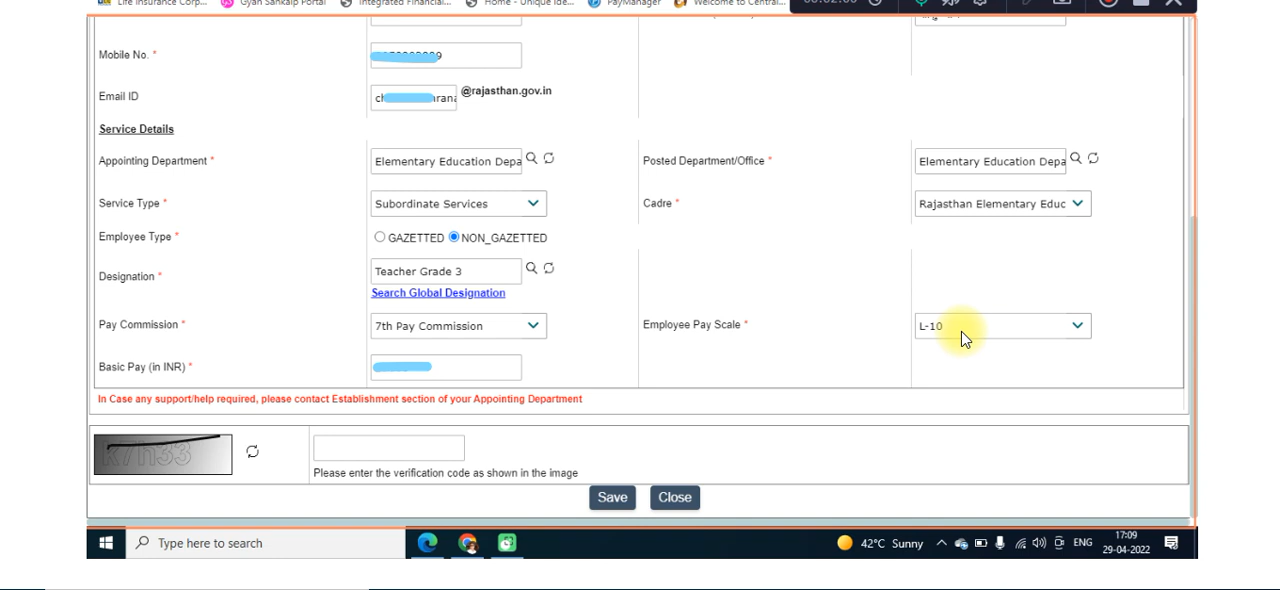 Life Insurance Corp...
Gyan Sankalp Portal
Integrated Financial...
Home - Unique Ide...
PayManager
Welcome to Central...
Mobile No. *
9
Email ID
ch rana @rajasthan.gov.in
Service Details
Appointing Department *
Elementary Education Depa
Posted Department/Office *
Elementary Education Depa
Service Type *
Subordinate Services
Cadre *
Rajasthan Elementary Educ
Employee Type *
GAZETTED NON_GAZETTED
Designation *
Teacher Grade 3
Search Global Designation
Pay Commission *
7th Pay Commission
Employee Pay Scale *
L-10
Basic Pay (in INR) *
In Case any support/help required, please contact Establishment section of your Appointing Department
k7h33
Please enter the verification code as shown in the image
Save Close
Type here to search
42°C Sunny
ENG
17:09
29-04-2022